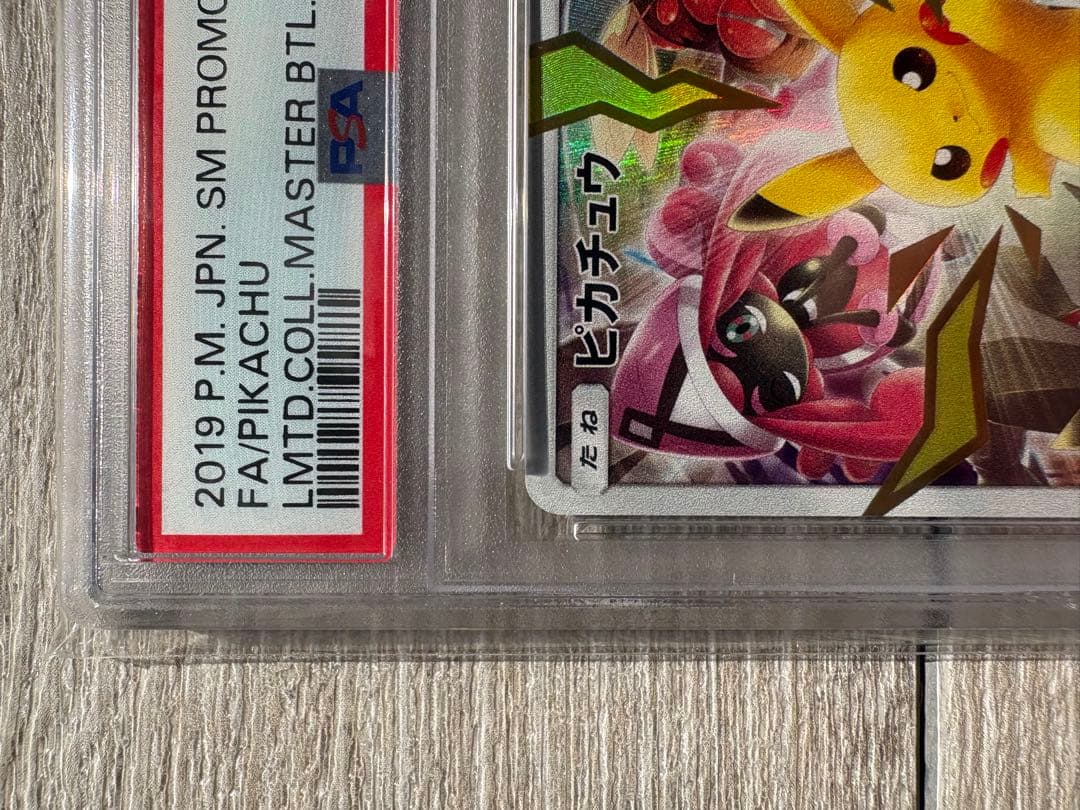 2019 P.M. JPN. SM PROMO
FA/PIKACHU
LMTD.COLL.MASTER BTL.
PSA
ピカチュウ
たね